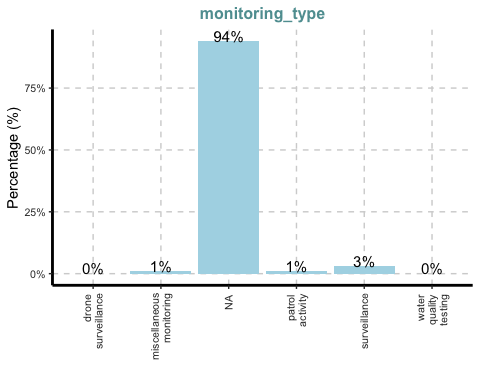 monitoring_type
Percentage (%)
75%
50%
25%
0%
0%
1%
94%
1%
3%
0%
drone
surveillance
miscellaneous
monitoring
NA
patrol
activity
surveillance
water
quality
testing